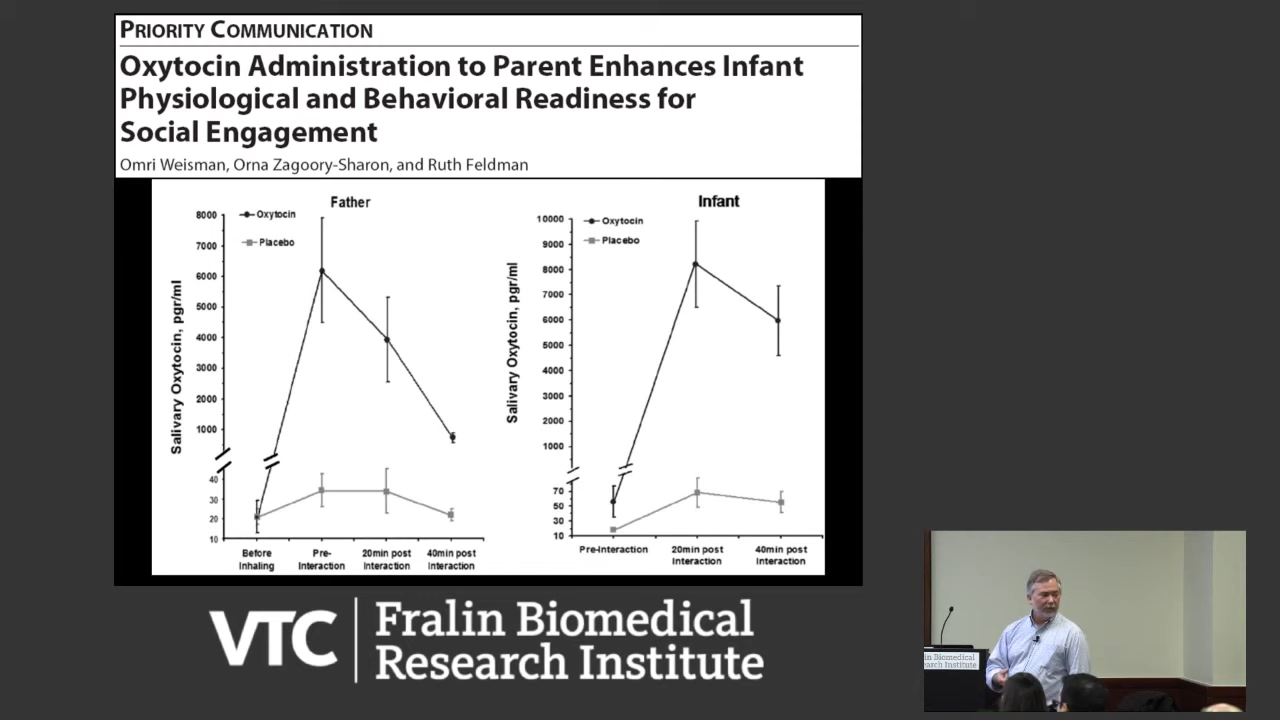 PRIORITY COMMUNICATION
Oxytocin Administration to Parent Enhances Infant
Physiological and Behavioral Readiness for
Social Engagement
Omri Weisman, Orna Zagoory-Sharon, and Ruth Feldman
Father
Oxytocin
Placebo
Salivary Oxytocin, pgr/ml
8000
7000
6000
5000
4000
3000
2000
1000
40
30
20
10
Before
Inhaling
Pre-
Interaction
20min post
Interaction
40min post
Interaction
Infant
Oxytocin
Placebo
Salivary Oxytocin, pgr/ml
10000
9000
8000
7000
6000
5000
4000
3000
2000
1000
70
50
30
10
Pre-Interaction
20min post
Interaction
40min post
Interaction
VTC
Fralin Biomedical
Research Institute
in Biomedical
earch Institute